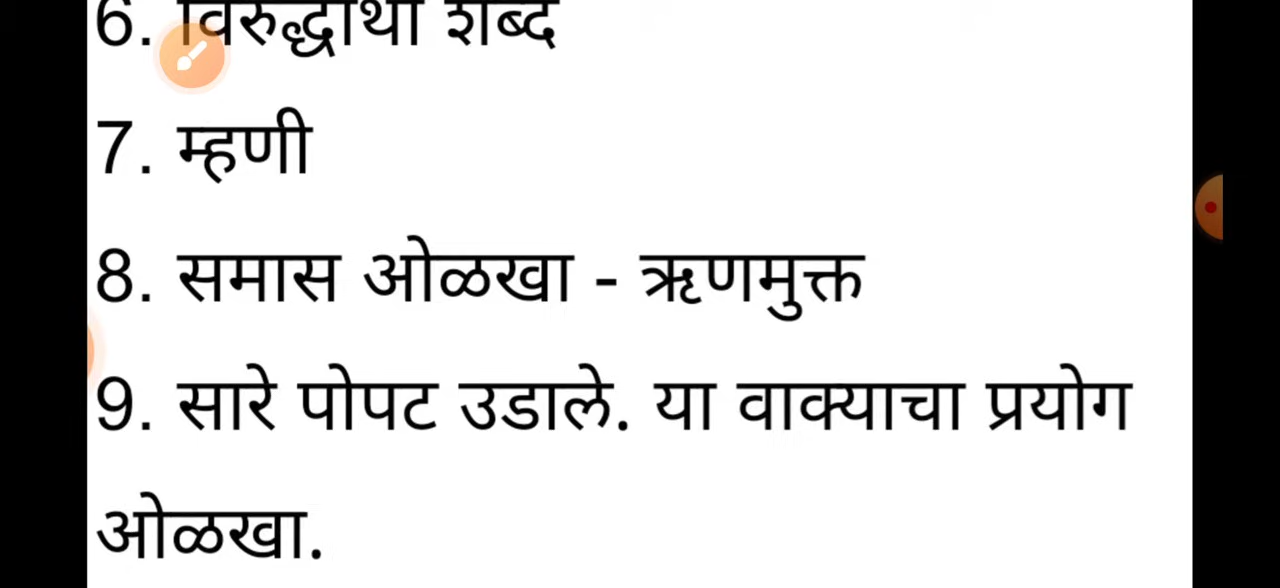 6. विरुद्धार्थी शब्द
7. म्हणी
8. समास ओळखा - ऋणमुक्त
9. सारे पोपट उडाले. या वाक्याचा प्रयोग
ओळखा.